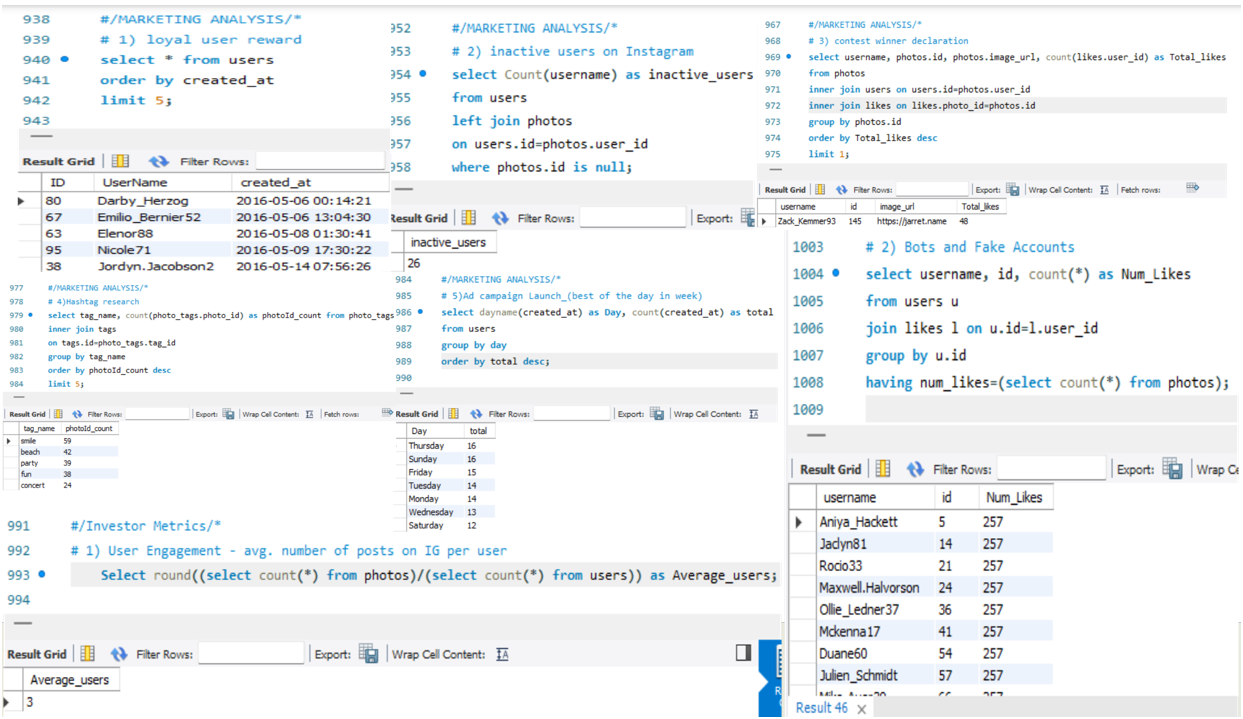 938 #/MARKETING ANALYSIS/*
939 # 1) loyal user reward
940 select * from users
941 order by created_at
942 limit 5;
943
Result Grid Filter Rows:
ID UserName created_at
80 Darby_Herzog 2016-05-06 00:14:21
67 Emilio_Bernier52 2016-05-06 13:04:30
63 Elenor88 2016-05-08 01:30:41
95 Nicole71 2016-05-09 17:30:22
38 Jordyn.Jacobson2 2016-05-14 07:56:26
952 #/MARKETING ANALYSIS/*
953 # 2) inactive users on Instagram
954 select Count(username) as inactive_users
955 from users
956 left join photos
957 on users.id=photos.user_id
958 where photos.id is null;
Result Grid Filter Rows: Export:
inactive_users
26
967 #/MARKETING ANALYSIS/*
968 # 3) contest winner declaration
969 select username, photos.id, photos.image_url, count(likes.user_id) as Total_likes
970 from photos
971 inner join users on users.id=photos.user_id
972 inner join likes on likes.photo_id=photos.id
973 group by photos.id
974 order by Total_likes desc
975 limit 1;
Result Grid Filter Rows: Export: Wrap Cell Content: Fetch rows:
username id image_url Total_likes
Zack_Kemmer93 145 https://jarret.name 48
977 #/MARKETING ANALYSIS/*
978 # 4)Hashtag research
979 select tag_name, count(photo_tags.photo_id) as photoId_count from photo_tags
980 inner join tags
981 on tags.id=photo_tags.tag_id
982 group by tag_name
983 order by photoId_count desc
984 limit 5;
Result Grid Filter Rows: Export: Wrap Cell Content: Fetch rows:
tag_name photoId_count
smile 59
beach 42
party 39
fun 38
concert 24
984 #/MARKETING ANALYSIS/*
985 # 5)Ad campaign Launch_(best of the day in week)
986 select dayname(created_at) as Day, count(created_at) as total
987 from users
988 group by day
989 order by total desc;
990
Result Grid Filter Rows: Export: Wrap Cell Content:
Day total
Thursday 16
Sunday 16
Friday 15
Tuesday 14
Monday 14
Wednesday 13
Saturday 12
991 #/Investor Metrics/*
992 # 1) User Engagement - avg. number of posts on IG per user
993 Select round((select count(*) from photos)/(select count(*) from users)) as Average_users;
994
Result Grid Filter Rows: Export: Wrap Cell Content:
Average_users
3
1003 # 2) Bots and Fake Accounts
1004 select username, id, count(*) as Num_Likes
1005 from users u
1006 join likes l on u.id=l.user_id
1007 group by u.id
1008 having num_likes=(select count(*) from photos);
1009
Result Grid Filter Rows: Export: Wrap Ce
username id Num_Likes
Aniya_Hackett 5 257
Jaclyn81 14 257
Rocio33 21 257
Maxwell.Halvorson 24 257
Ollie_Ledner37 36 257
Mckenna17 41 257
Duane60 54 257
Julien_Schmidt 57 257
Result 46